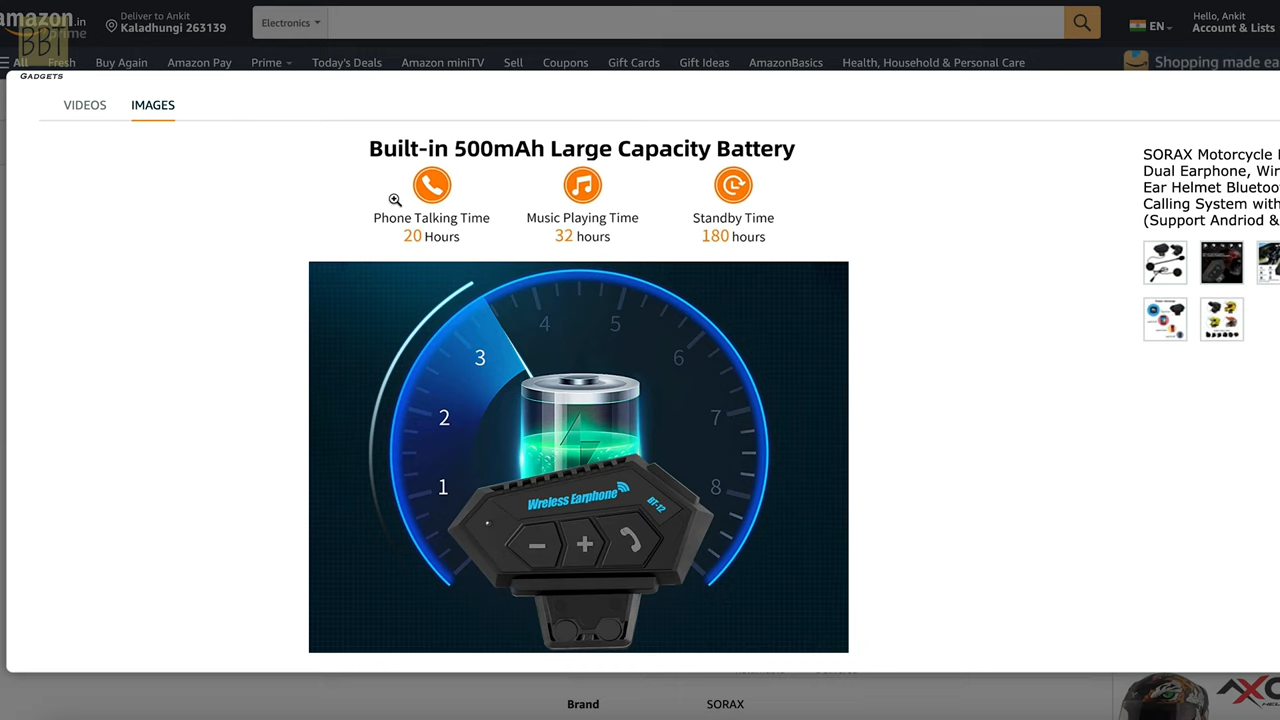 amazon.in
prime
BBT
GADGETS
Deliver to Ankit
Kaladhungi 263139
Electronics
EN
Hello, Ankit
Account & Lists
All Fresh Buy Again Amazon Pay Prime Today's Deals Amazon miniTV Sell Coupons Gift Cards Gift Ideas AmazonBasics Health, Household & Personal Care
Shopping made ea
VIDEOS IMAGES
Built-in 500mAh Large Capacity Battery
Phone Talking Time Music Playing Time Standby Time
20 Hours 32 hours 180 hours
1 2 3 4 5 6 7 8
Wireless Earphone
BT-12
SORAX Motorcycle
Dual Earphone, Wir
Ear Helmet Bluetoo
Calling System with
(Support Andriod &
Brand SORAX